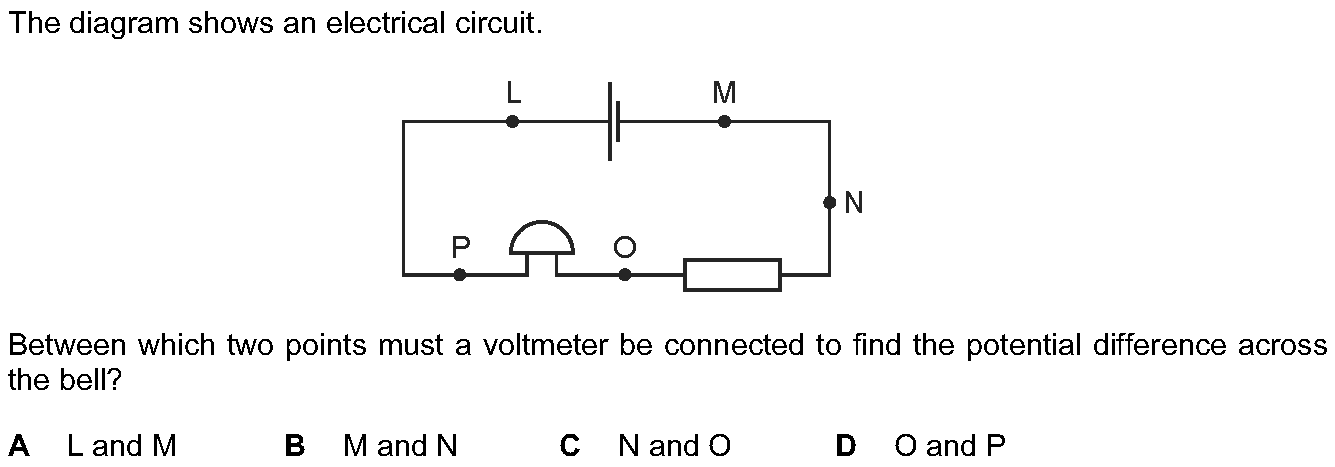 The diagram shows an electrical circuit.
L M
N
P O
Between which two points must a voltmeter be connected to find the potential difference across
the bell?
A L and M B M and N C N and O D O and P